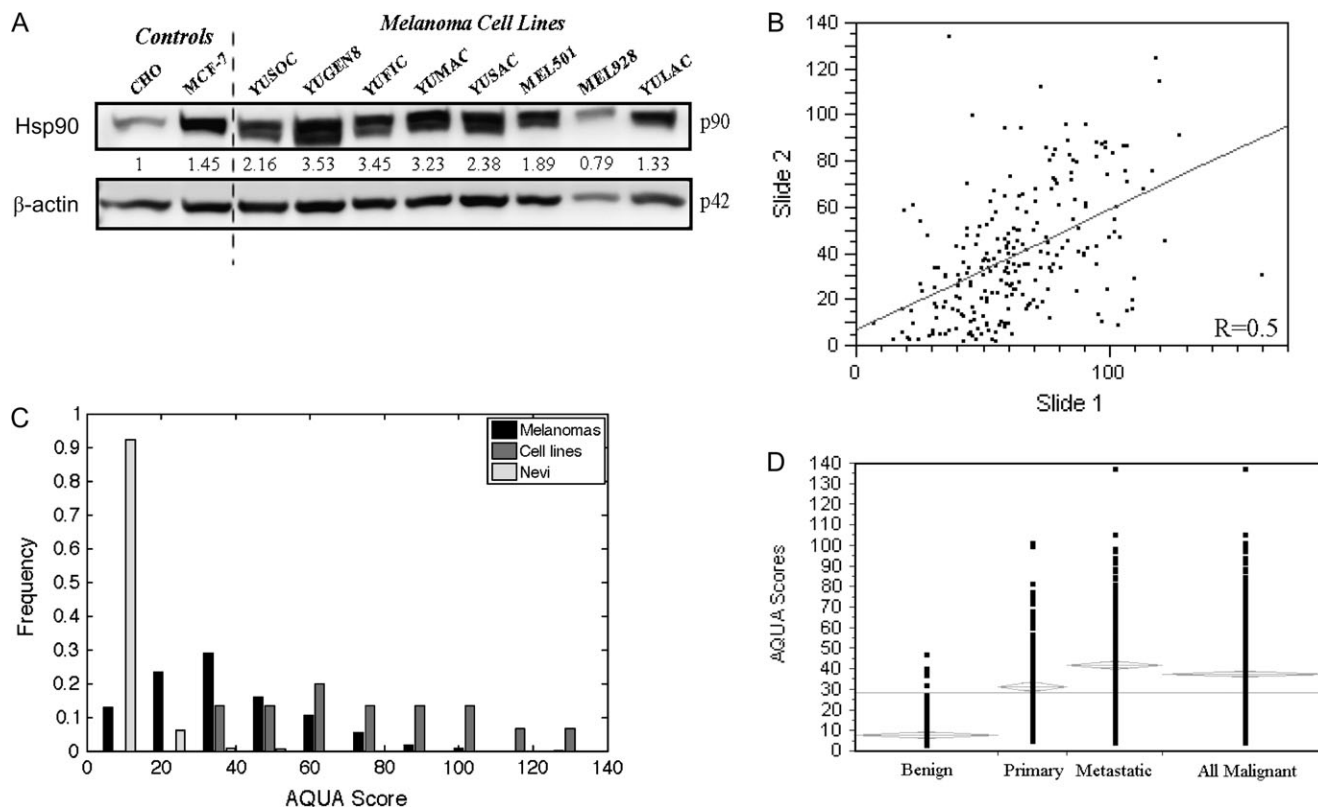 A
Controls
Melanoma Cell Lines
CHO MCF-7 YUSOC YUGEN8 YUFIC YUMAC YUSAC MEL501 MEL928 YULAC
Hsp90 p90
1 1.45 2.16 3.53 3.45 3.23 2.38 1.89 0.79 1.33
β-actin p42
B
140
120
100
80
60
40
20
0
Slide 2
R=0.5
0 100
Slide 1
C
1
0.9
0.8
0.7
0.6
0.5
0.4
0.3
0.2
0.1
0
Frequency
Melanomas
Cell lines
Nevi
0 20 40 60 80 100 120 140
AQUA Score
D
140
130
120
110
100
90
80
70
60
50
40
30
20
10
0
AQUA Scores
Benign Primary Metastatic All Malignant